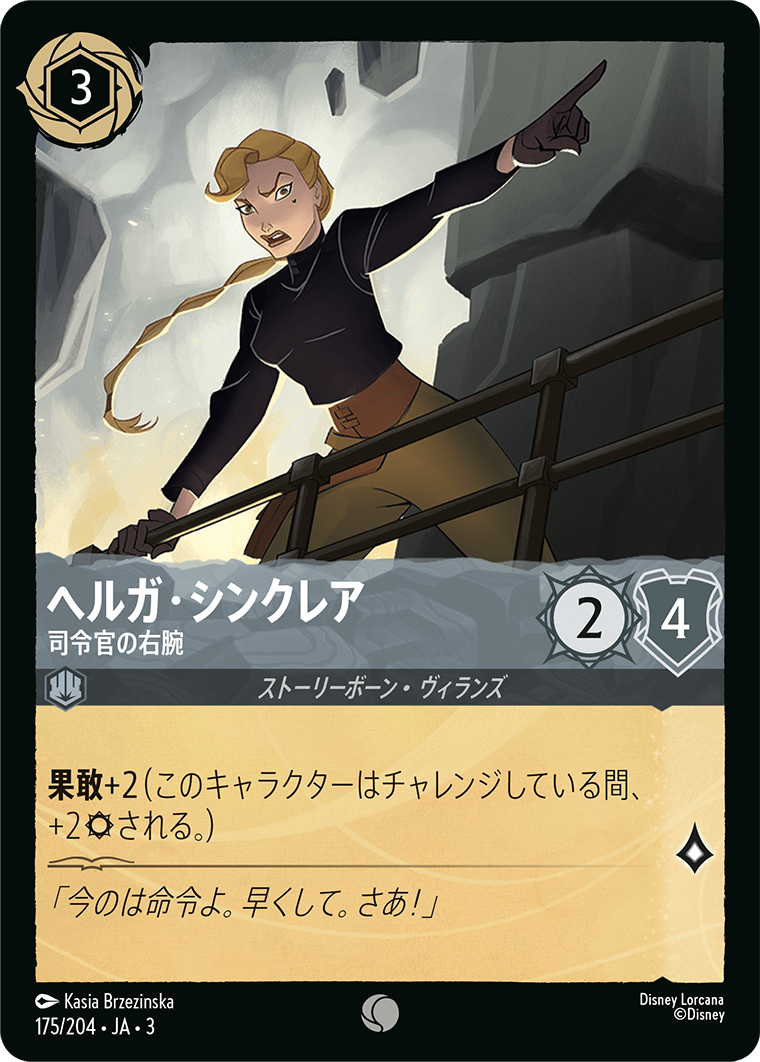 3
ヘルガ・シンクレア
司令官の右腕
2
4
ストーリーボーン・ヴィランズ
果敢+2(このキャラクターはチャレンジしている間、
+2される。)
「今のは命令よ。早くして。さあ!」
Kasia Brzezinska
175/204・JA・3
Disney Lorcana
©Disney